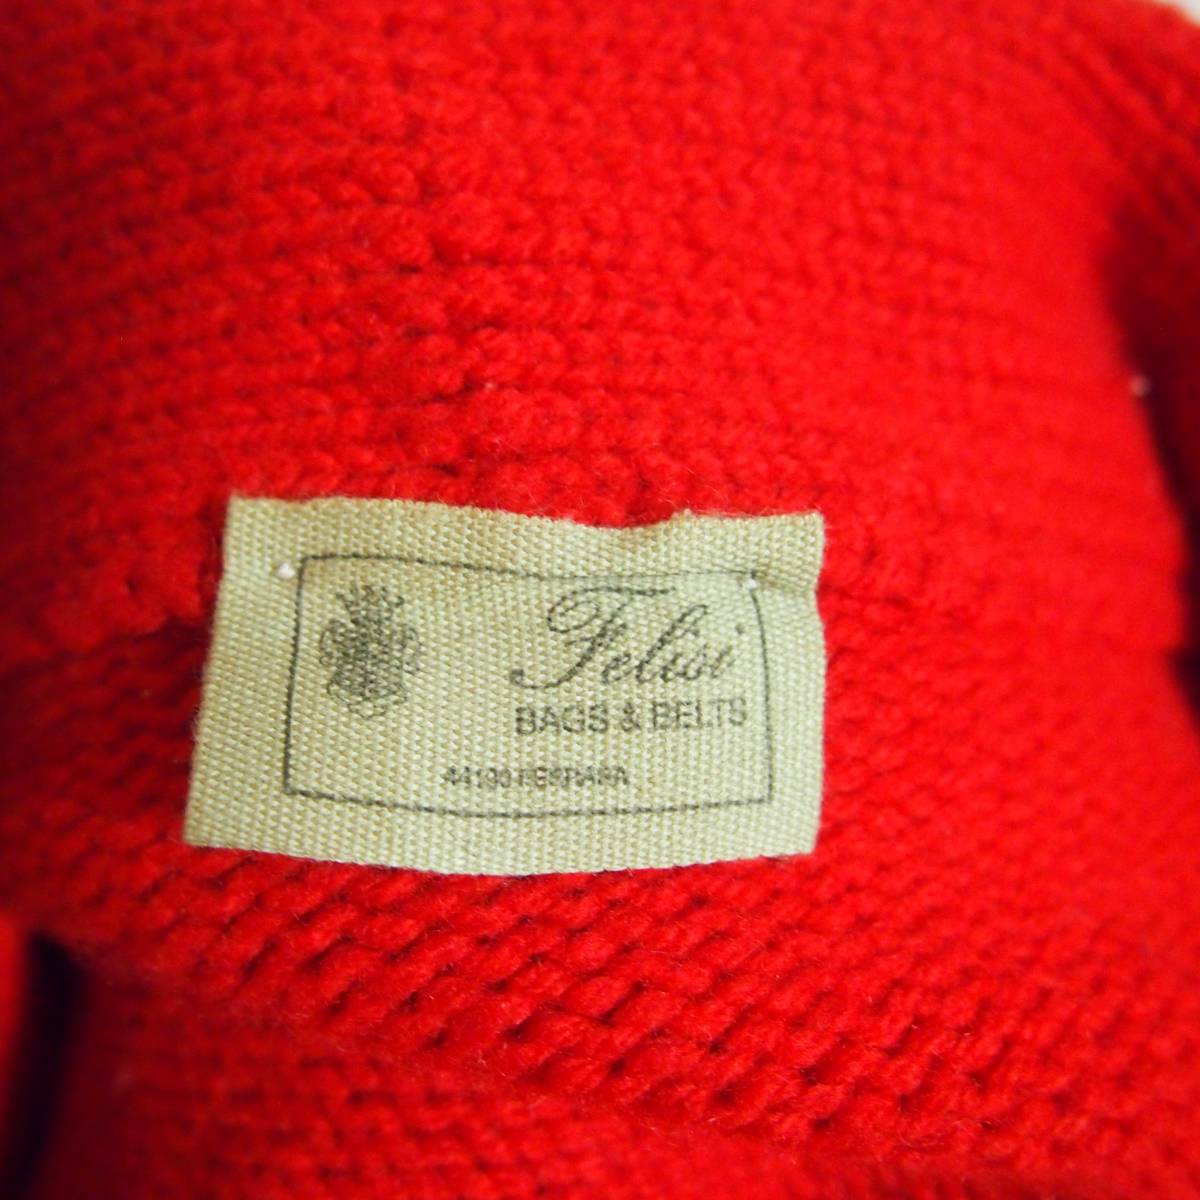 Felisi
BAGS & BELTS
44100 FERRARA